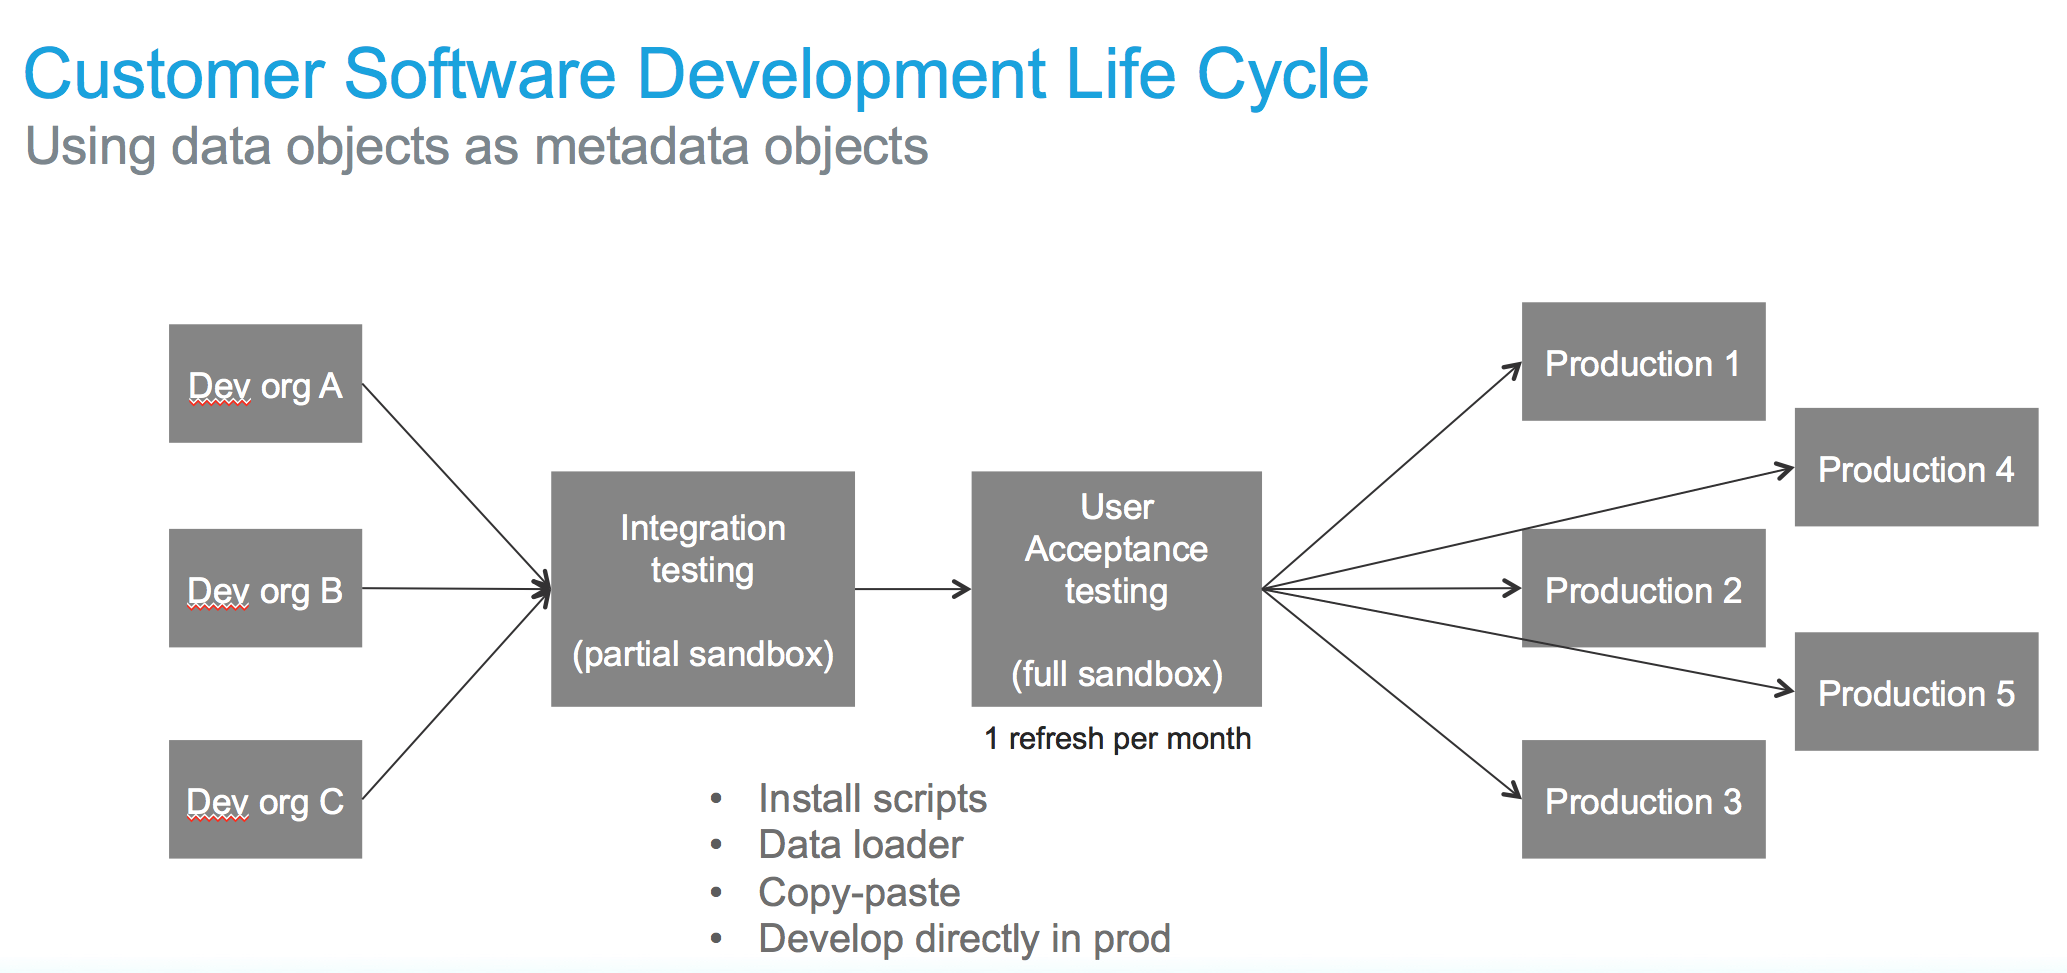 Customer Software Development Life Cycle
Using data objects as metadata objects
Dev org A
Dev org B
Dev org C
Integration
testing
(partial sandbox)
User
Acceptance
testing
(full sandbox)
1 refresh per month
• Install scripts
• Data loader
• Copy-paste
• Develop directly in prod
Production 1
Production 4
Production 2
Production 5
Production 3